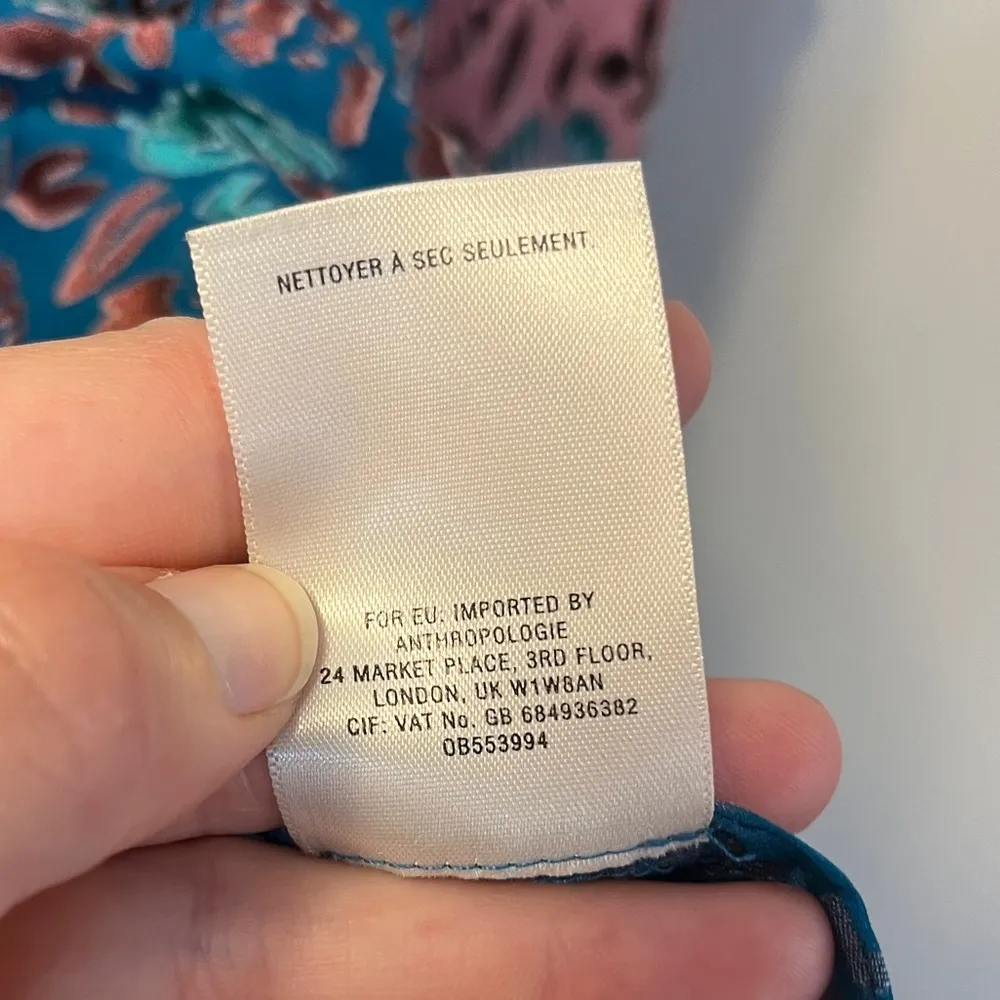 NETTOYER À SEC SEULEMENT.
FOR EU: IMPORTED BY
ANTHROPOLOGIE
24 MARKET PLACE, 3RD FLOOR,
LONDON, UK W1W8AN
CIF: VAT No. GB 684936382
OB553994